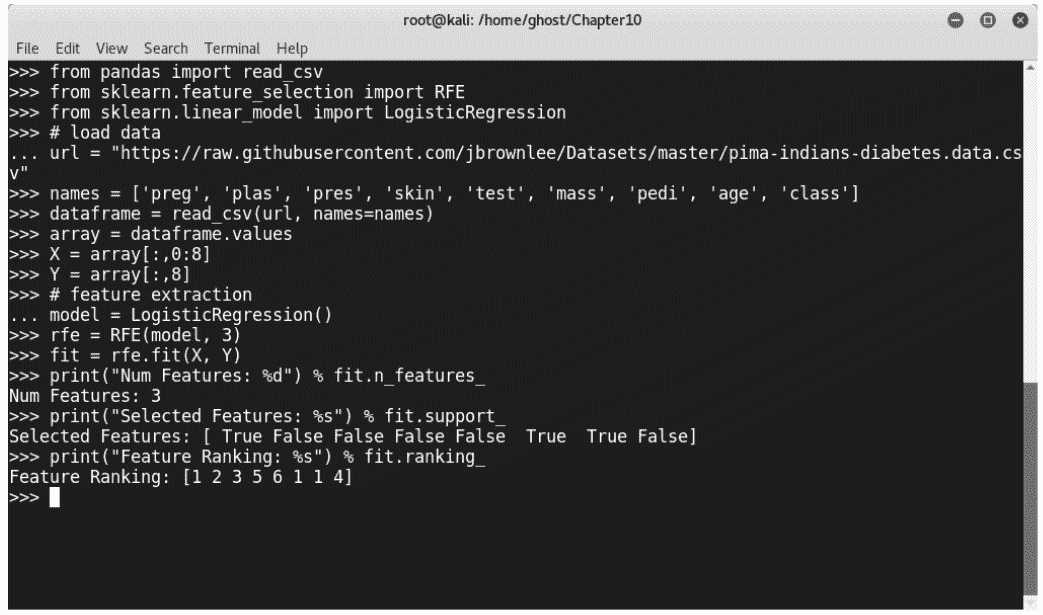 root@kali: /home/ghost/Chapter10
File Edit View Search Terminal Help
>>> from pandas import read_csv
>>> from sklearn.feature_selection import RFE
>>> from sklearn.linear_model import LogisticRegression
>>> # load data
... url = "https://raw.githubusercontent.com/jbrownlee/Datasets/master/pima-indians-diabetes.data.cs
v"
>>> names = ['preg', 'plas', 'pres', 'skin', 'test', 'mass', 'pedi', 'age', 'class']
>>> dataframe = read_csv(url, names=names)
>>> array = dataframe.values
>>> X = array[:,0:8]
>>> Y = array[:,8]
>>> # feature extraction
... model = LogisticRegression()
>>> rfe = RFE(model, 3)
>>> fit = rfe.fit(X, Y)
>>> print("Num Features: %d") % fit.n_features_
Num Features: 3
>>> print("Selected Features: %s") % fit.support_
Selected Features: [ True False False False False  True  True False]
>>> print("Feature Ranking: %s") % fit.ranking_
Feature Ranking: [1 2 3 5 6 1 1 4]
>>>